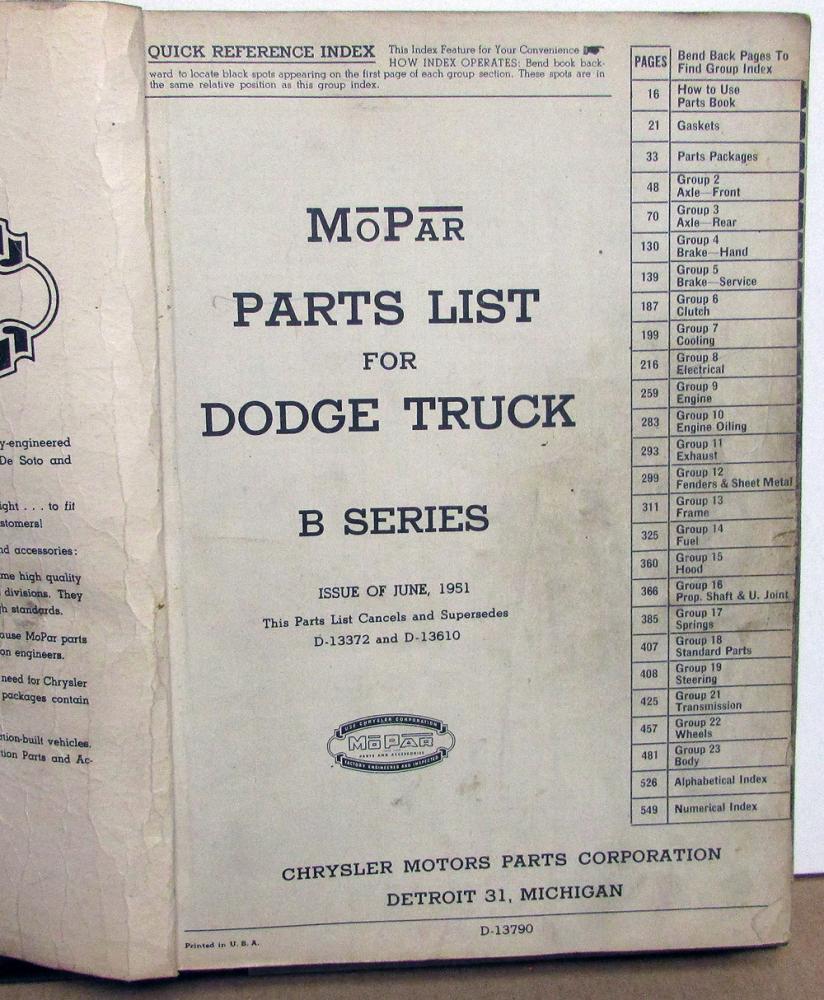 y-engineered
De Soto and
ight . . . to fit
stomers!
nd accessories:
me high quality
divisions. They
h standards.
ause MoPar parts
on engineers.
need for Chrysler
packages contain
tion-built vehicles.
tion Parts and Ac-
QUICK REFERENCE INDEX
This Index Feature for Your Convenience
HOW INDEX OPERATES: Bend book back-
ward to locate black spots appearing on the first page of each group section. These spots are in
the same relative position as this group index.
MOPAR
PARTS LIST
FOR
DODGE TRUCK
B SERIES
ISSUE OF JUNE, 1951
This Parts List Cancels and Supersedes
D-13372 and D-13610
USE CHRYSLER CORPORATION
MOPAR
PARTS AND ACCESSORIES
FACTORY ENGINEERED AND INSPECTED
CHRYSLER MOTORS PARTS CORPORATION
DETROIT 31, MICHIGAN
D-13790
Printed in U. S. A.
PAGES Bend Back Pages To
Find Group Index
16 How to Use
Parts Book
21 Gaskets
33 Parts Packages
48 Group 2
Axle—Front
70 Group 3
Axle—Rear
130 Group 4
Brake—Hand
139 Group 5
Brake—Service
187 Group 6
Clutch
199 Group 7
Cooling
216 Group 8
Electrical
259 Group 9
Engine
283 Group 10
Engine Oiling
293 Group 11
Exhaust
299 Group 12
Fenders & Sheet Metal
311 Group 13
Frame
325 Group 14
Fuel
360 Group 15
Hood
366 Group 16
Prop. Shaft & U. Joint
385 Group 17
Springs
407 Group 18
Standard Parts
408 Group 19
Steering
425 Group 21
Transmission
457 Group 22
Wheels
481 Group 23
Body
526 Alphabetical Index
549 Numerical Index